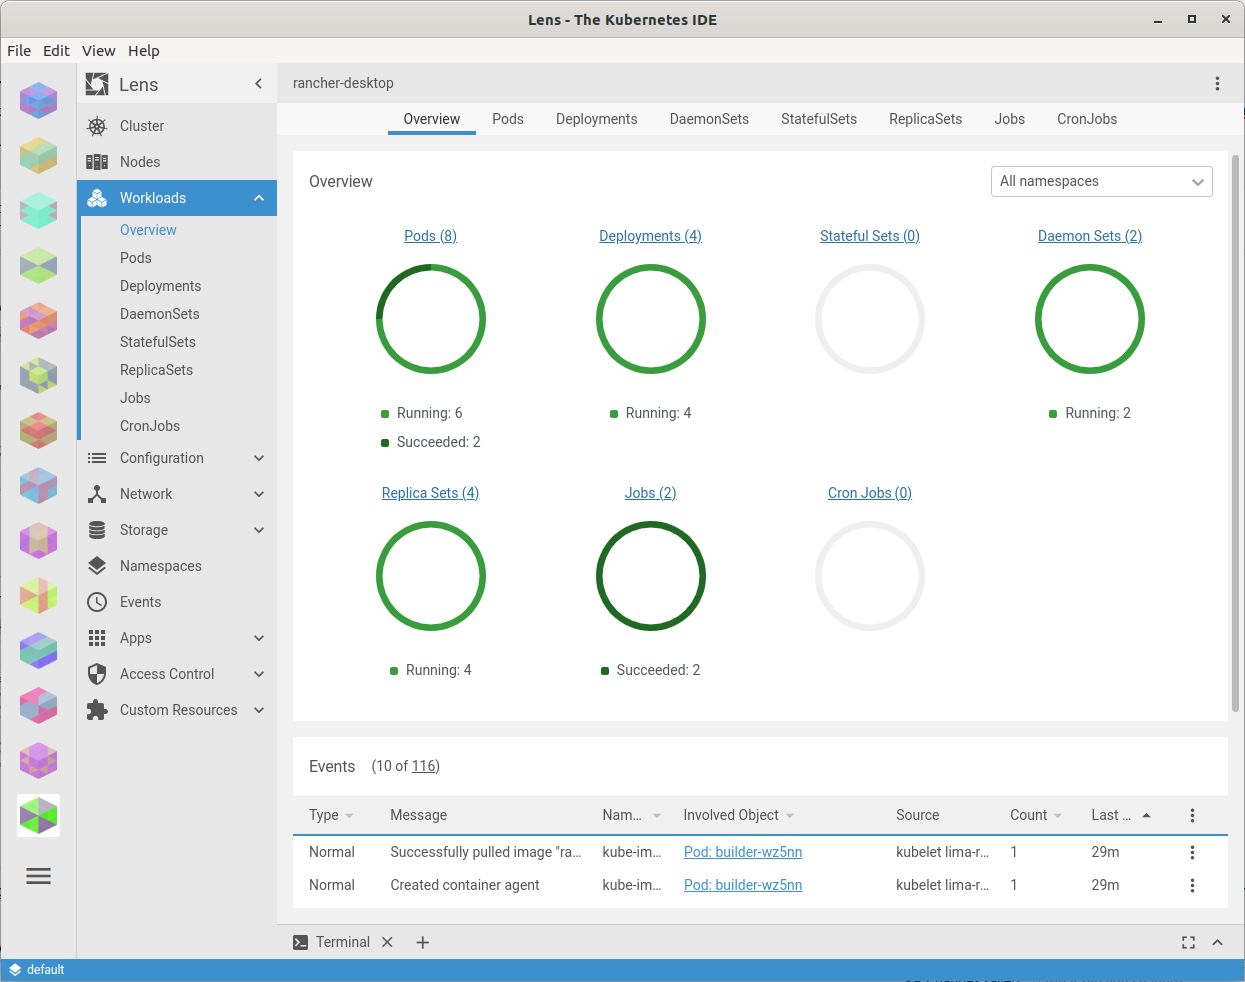 Lens - The Kubernetes IDE
File Edit View Help
Lens
rancher-desktop
Cluster
Nodes
Workloads
Overview
Pods
Deployments
DaemonSets
StatefulSets
ReplicaSets
Jobs
CronJobs
Configuration
Network
Storage
Namespaces
Events
Apps
Access Control
Custom Resources
Overview Pods Deployments DaemonSets StatefulSets ReplicaSets Jobs CronJobs
Overview
All namespaces
Pods (8) Deployments (4) Stateful Sets (0) Daemon Sets (2)
Running: 6 Running: 4 Running: 2
Succeeded: 2
Replica Sets (4) Jobs (2) Cron Jobs (0)
Running: 4 Succeeded: 2
Events (10 of 116)
Type Message Nam... Involved Object Source Count Last ...
Normal Successfully pulled image "ra... kube-im... Pod: builder-wz5nn kubelet lima-r... 1 29m
Normal Created container agent kube-im... Pod: builder-wz5nn kubelet lima-r... 1 29m
Terminal
default